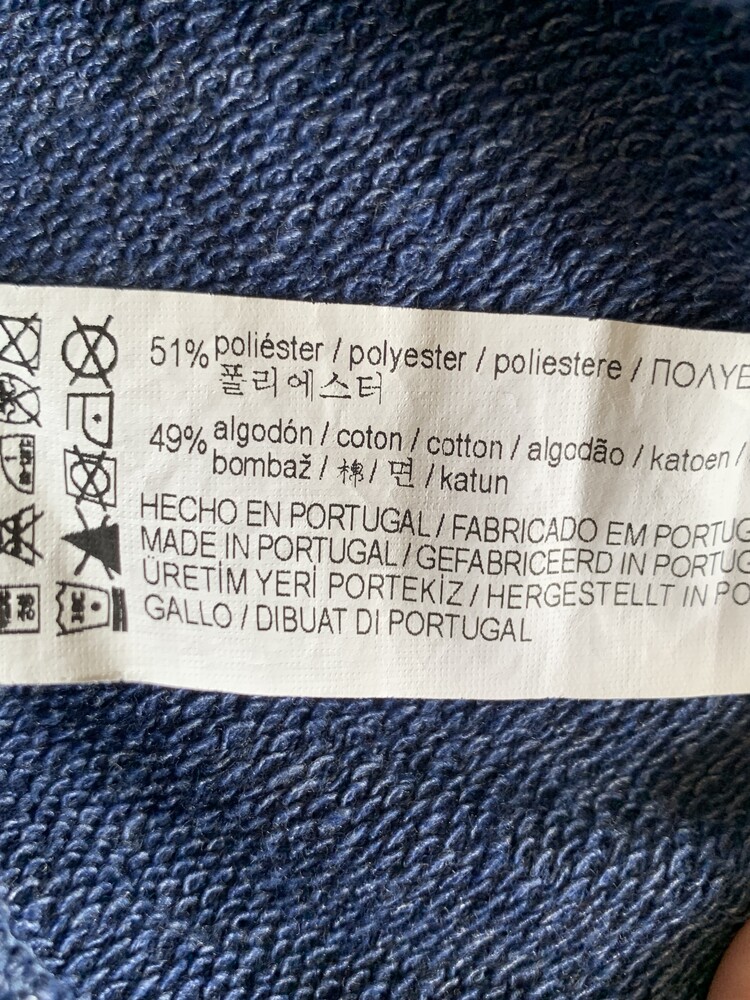 51% poliéster / polyester / poliestere / ΠΟΛΥΕ
폴리에스터
49% algodón / coton / cotton / algodão / katoen /
bombaž / 棉 / 면 / katun
HECHO EN PORTUGAL / FABRICADO EM PORTUG
MADE IN PORTUGAL / GEFABRICEERD IN PORTUG
ÜRETİM YERİ PORTEKİZ / HERGESTELLT IN PO
GALLO / DIBUAT DI PORTUGAL